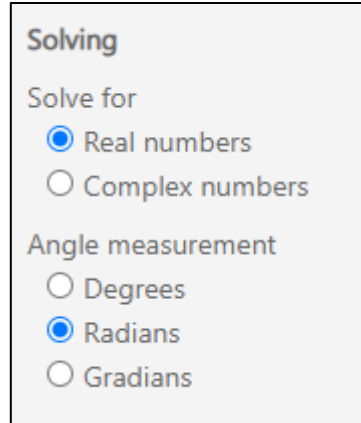 Solving
Solve for
Real numbers
Complex numbers
Angle measurement
Degrees
Radians
Gradians